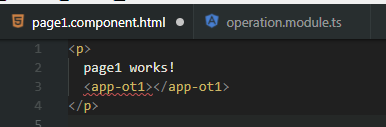 page1.component.html operation.module.ts
1 <p>
2 page1 works!
3 <app-ot1></app-ot1>
4 </p>
5